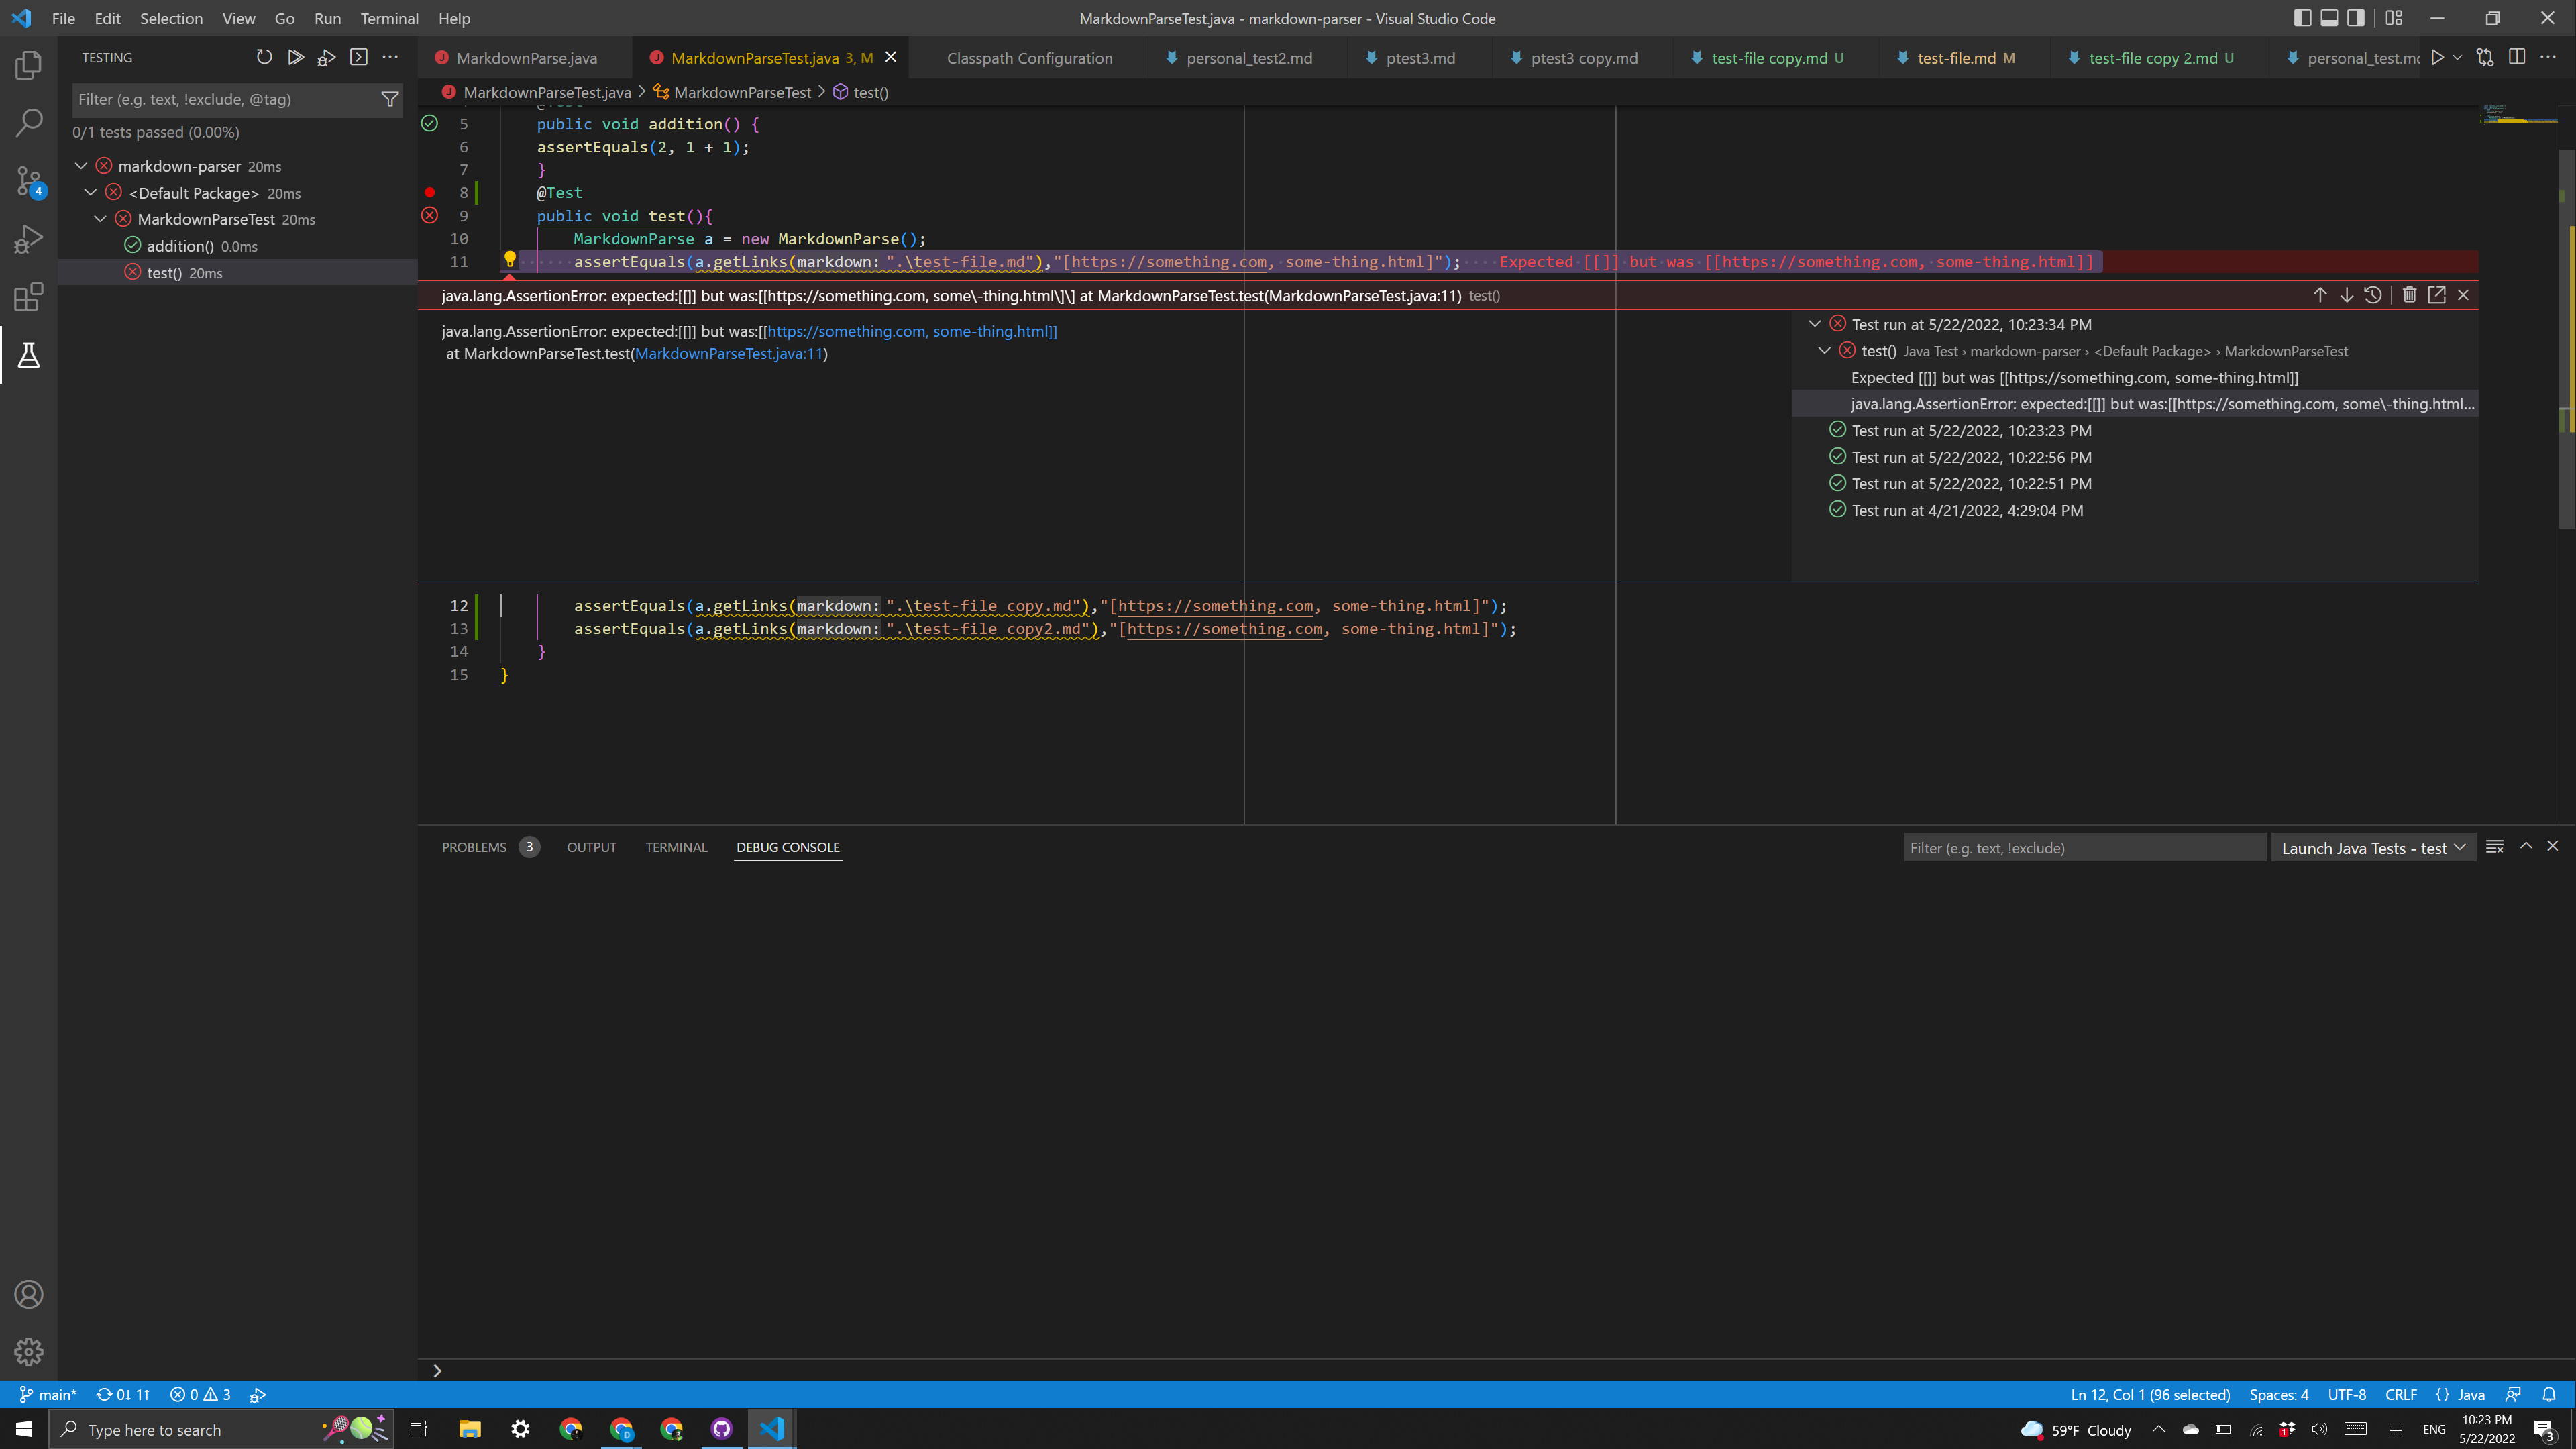 File Edit Selection View Go Run Terminal Help
MarkdownParseTest.java - markdown-parser - Visual Studio Code
TESTING
MarkdownParse.java
MarkdownParseTest.java 3, M
Classpath Configuration
personal_test2.md
ptest3.md
ptest3 copy.md
test-file copy.md U
test-file.md M
test-file copy 2.md U
personal_test.mc
MarkdownParseTest.java > MarkdownParseTest > test()
Filter (e.g. text, !exclude, @tag)
0/1 tests passed (0.00%)
markdown-parser 20ms
<Default Package> 20ms
MarkdownParseTest 20ms
addition() 0.0ms
test() 20ms
5 public void addition() {
6 assertEquals(2, 1 + 1);
7 }
8 @Test
9 public void test(){
10 MarkdownParse a = new MarkdownParse();
11 assertEquals(a.getLinks(markdown: ".\test-file.md"),"[https://something.com, some-thing.html]"); Expected [[]] but was [[https://something.com, some-thing.html]]
java.lang.AssertionError: expected:[[]] but was:[[https://something.com, some\-thing.html\]\] at MarkdownParseTest.test(MarkdownParseTest.java:11) test()
java.lang.AssertionError: expected:[[]] but was:[[https://something.com, some-thing.html]]
at MarkdownParseTest.test(MarkdownParseTest.java:11)
Test run at 5/22/2022, 10:23:34 PM
test() Java Test › markdown-parser › <Default Package> › MarkdownParseTest
Expected [[]] but was [[https://something.com, some-thing.html]]
java.lang.AssertionError: expected:[[]] but was:[[https://something.com, some\-thing.html...
Test run at 5/22/2022, 10:23:23 PM
Test run at 5/22/2022, 10:22:56 PM
Test run at 5/22/2022, 10:22:51 PM
Test run at 4/21/2022, 4:29:04 PM
12 assertEquals(a.getLinks(markdown: ".\test-file copy.md"),"[https://something.com, some-thing.html]");
13 assertEquals(a.getLinks(markdown: ".\test-file copy2.md"),"[https://something.com, some-thing.html]");
14 }
15 }
PROBLEMS 3 OUTPUT TERMINAL DEBUG CONSOLE
Filter (e.g. text, !exclude)
Launch Java Tests - test
4
main* 0↓ 1↑ 0 3
Ln 12, Col 1 (96 selected) Spaces: 4 UTF-8 CRLF {} Java
Type here to search
59°F Cloudy
ENG
10:23 PM
5/22/2022
3